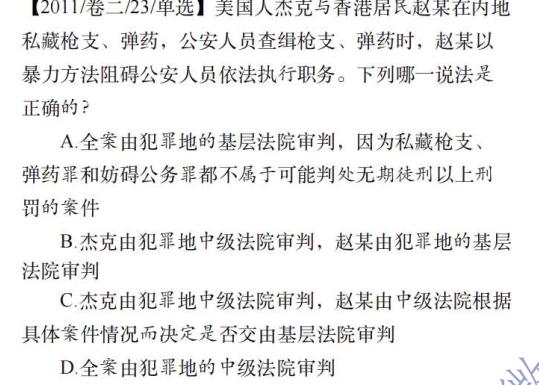 【2011/卷二/23/单选】美国人杰克与香港居民赵某在内地
私藏枪支、弹药，公安人员查缉枪支、弹药时，赵某以
暴力方法阻碍公安人员依法执行职务。下列哪一说法是
正确的？
A.全案由犯罪地的基层法院审判，因为私藏枪支、
弹药罪和妨碍公务罪都不属于可能判处无期徒刑以上刑
罚的案件
B.杰克由犯罪地中级法院审判，赵某由犯罪地的基层
法院审判
C.杰克由犯罪地中级法院审判，赵某由中级法院根据
具体案件情况而决定是否交由基层法院审判
D.全案由犯罪地的中级法院审判